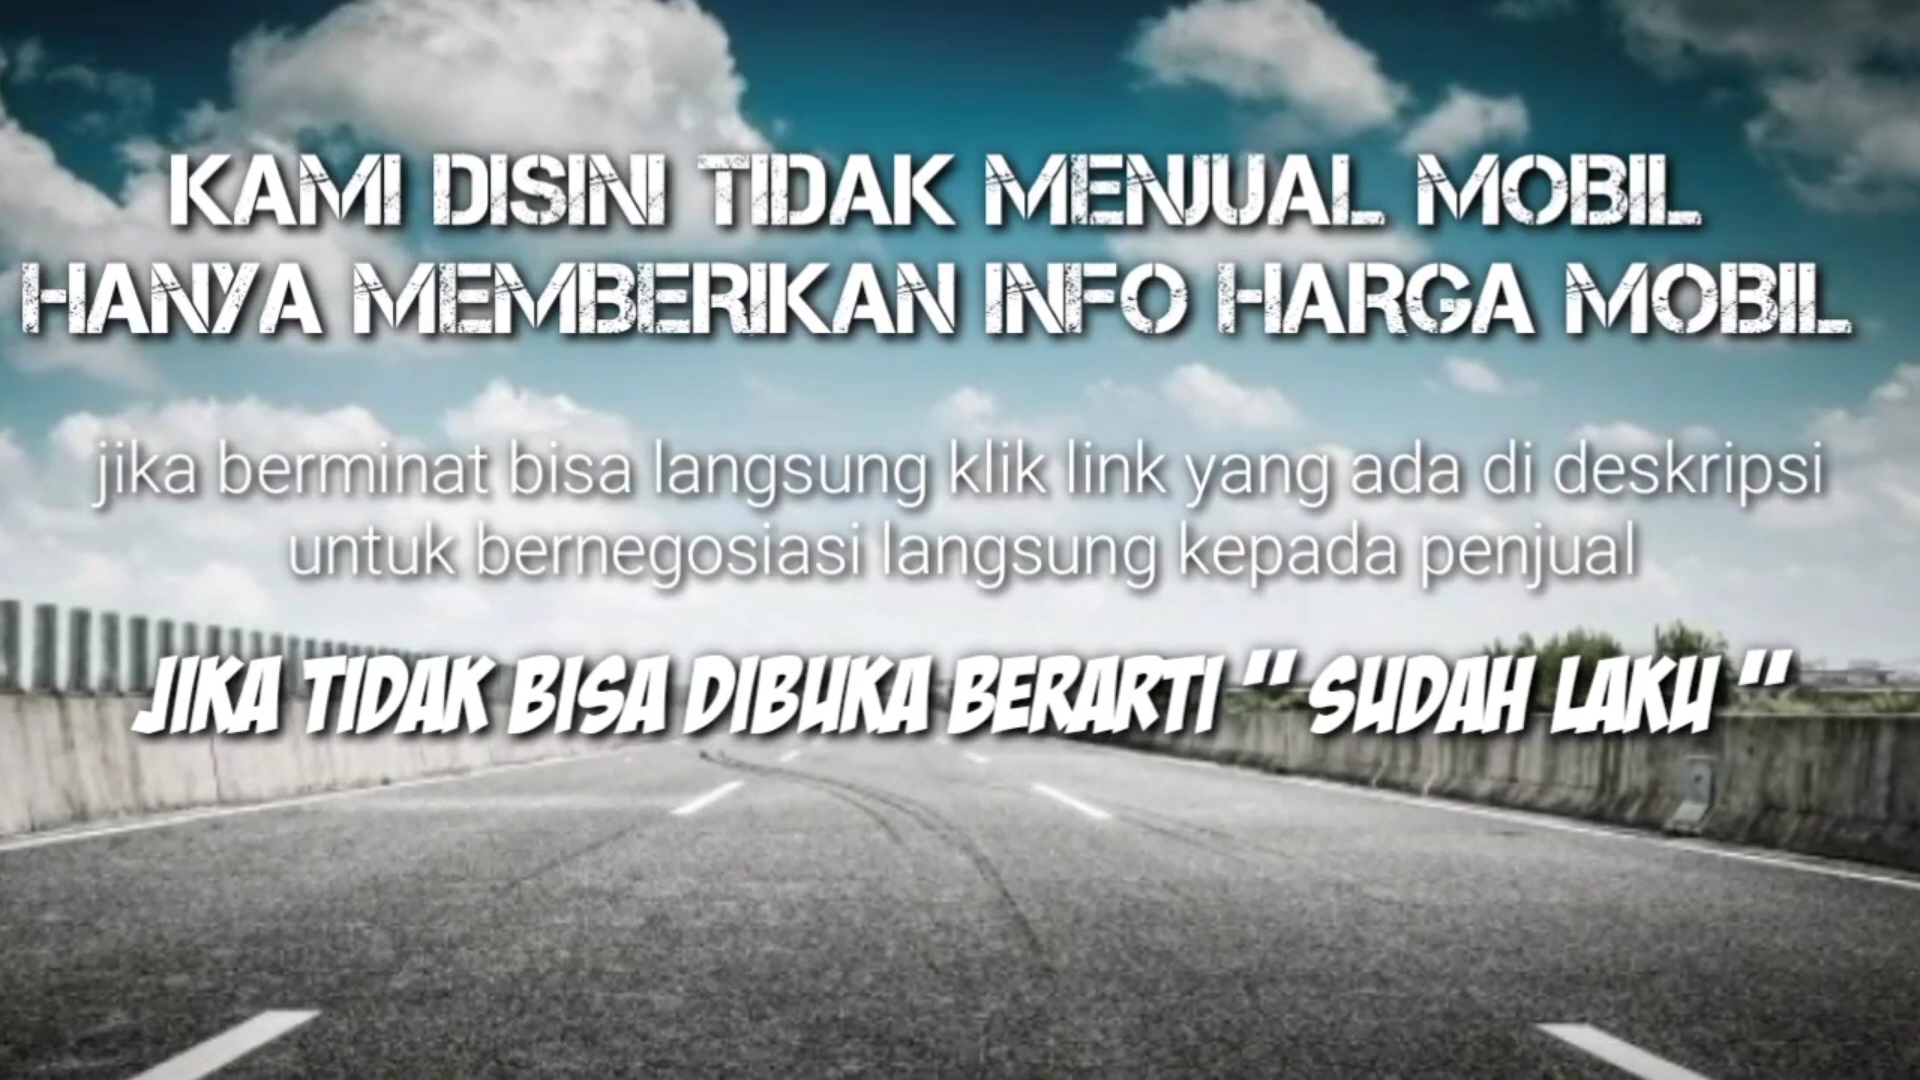 KAMI DISINI TIDAK MENJUAL MOBIL
HANYA MEMBERIKAN INFO HARGA MOBIL
jika berminat bisa langsung klik link yang ada di deskripsi
untuk bernegosiasi langsung kepada penjual
JIKA TIDAK BISA DIBUKA BERARTI " SUDAH LAKU "